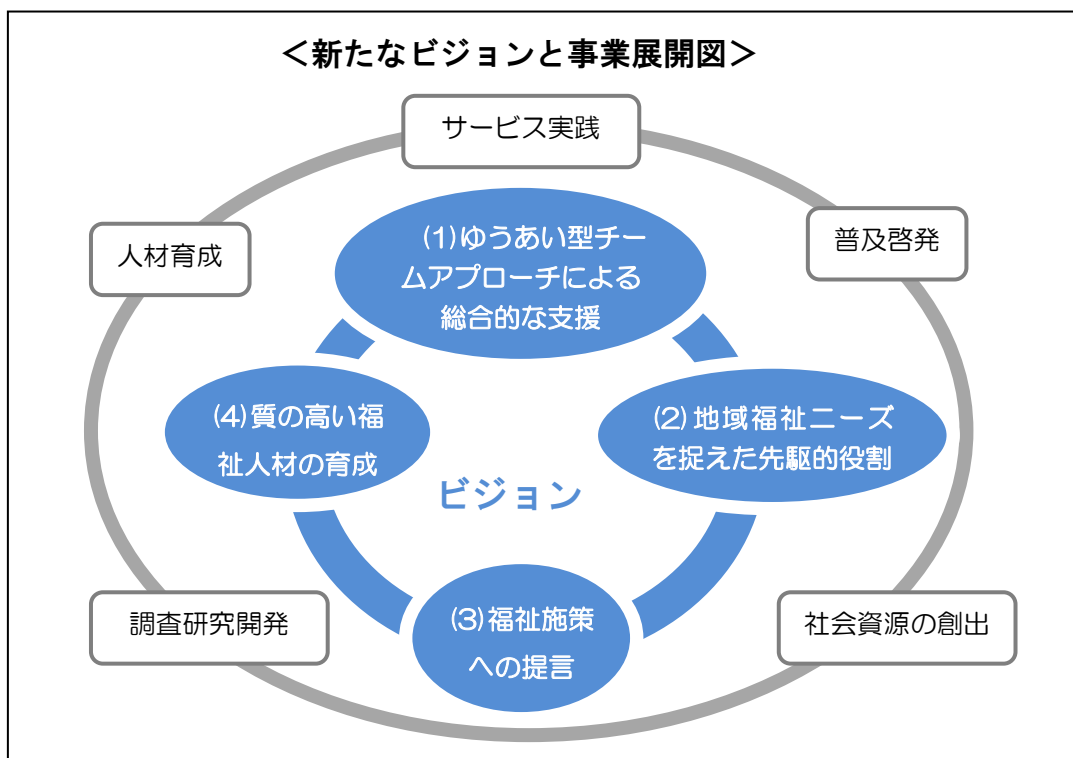 ＜新たなビジョンと事業展開図＞
サービス実践
人材育成
普及啓発
(1)ゆうあい型チー
ムアプローチによる
総合的な支援
(4)質の高い福
祉人材の育成
(2)地域福祉ニーズ
を捉えた先駆的役割
ビジョン
(3)福祉施策
への提言
調査研究開発
社会資源の創出